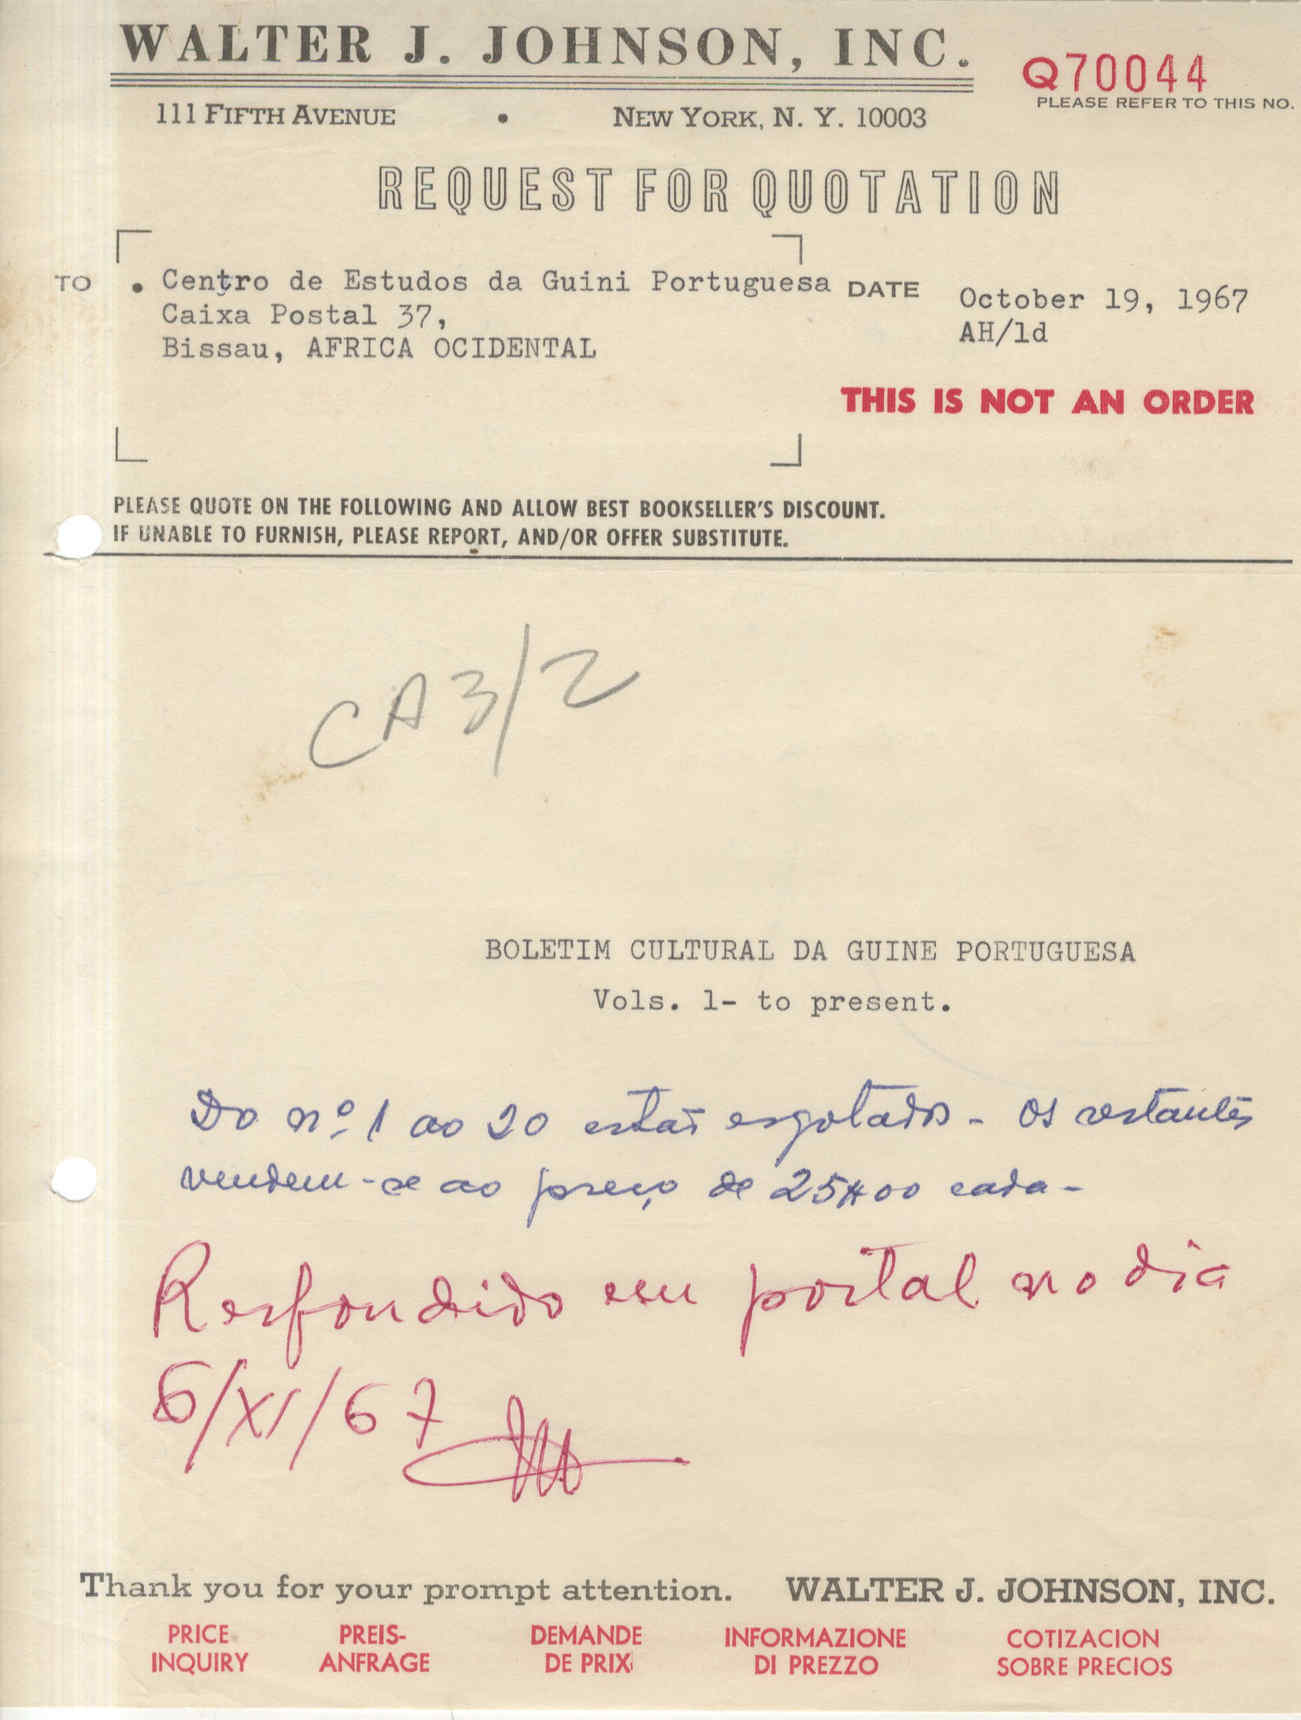 WALTER J. JOHNSON, INC.
Q70044
PLEASE REFER TO THIS NO.
111 FIFTH AVENUE • NEW YORK, N. Y. 10003
REQUEST FOR QUOTATION
TO • Centro de Estudos da Guini Portuguesa
Caixa Postal 37,
Bissau, AFRICA OCIDENTAL
DATE October 19, 1967
AH/ld
THIS IS NOT AN ORDER
PLEASE QUOTE ON THE FOLLOWING AND ALLOW BEST BOOKSELLER'S DISCOUNT.
IF UNABLE TO FURNISH, PLEASE REPORT, AND/OR OFFER SUBSTITUTE.
CA3/2
BOLETIM CULTURAL DA GUINE PORTUGUESA
Vols. 1- to present.
Do nº. 1 ao 20 estão esgotados - Os restantes
vendem-se ao preço de 25$00 cada -
Respondido em postal no dia
6/XI/67
Thank you for your prompt attention. WALTER J. JOHNSON, INC.
PRICE INQUIRY
PREIS-ANFRAGE
DEMANDE DE PRIX
INFORMAZIONE DI PREZZO
COTIZACION SOBRE PRECIOS